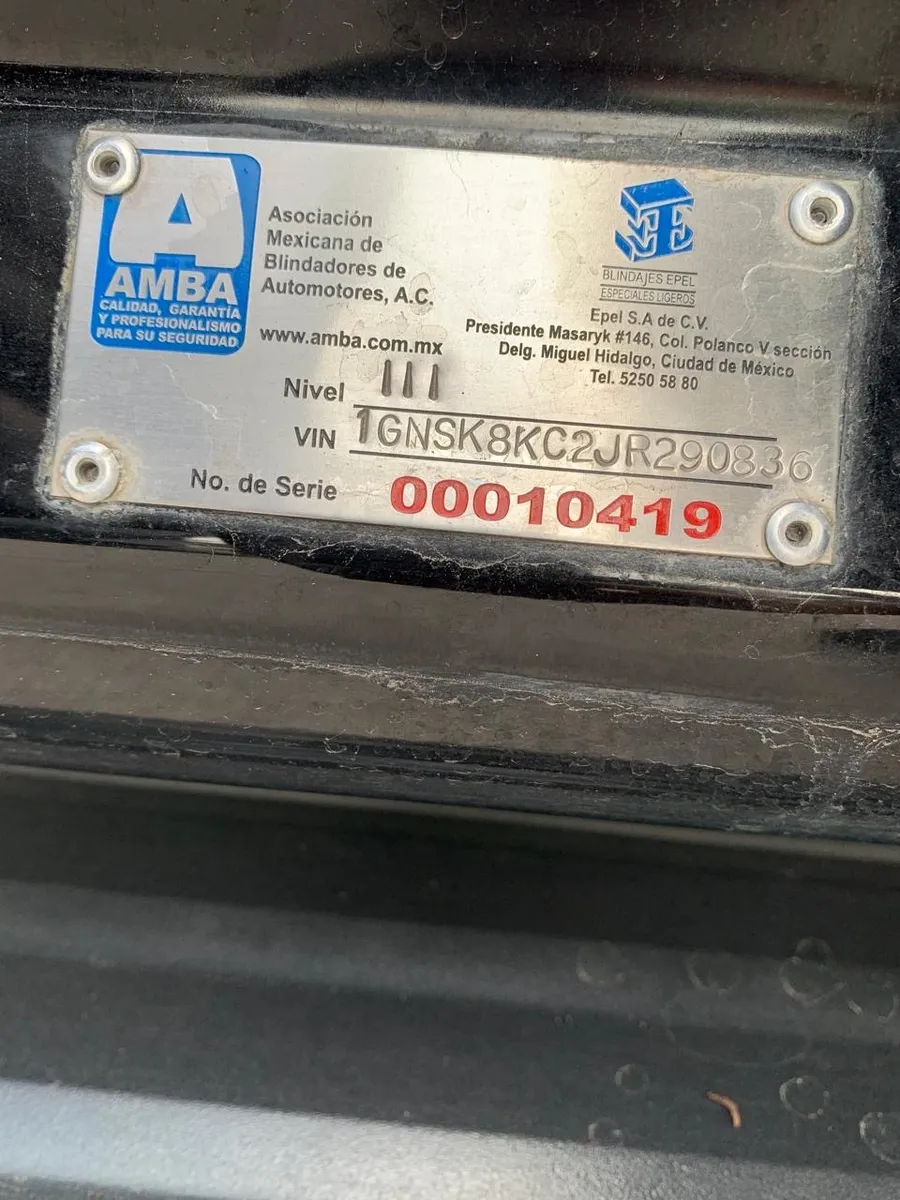 A
AMBA
CALIDAD, GARANTÍA
Y PROFESIONALISMO
PARA SU SEGURIDAD
Asociación
Mexicana de
Blindadores de
Automotores, A.C.
www.amba.com.mx
BLINDAJES EPEL
ESPECIALES LIGEROS
Epel S.A de C.V.
Presidente Masaryk #146, Col. Polanco V sección
Delg. Miguel Hidalgo, Ciudad de México
Tel. 5250 58 80
Nivel III
VIN 1GNSK8KC2JR290836
No. de Serie 00010419